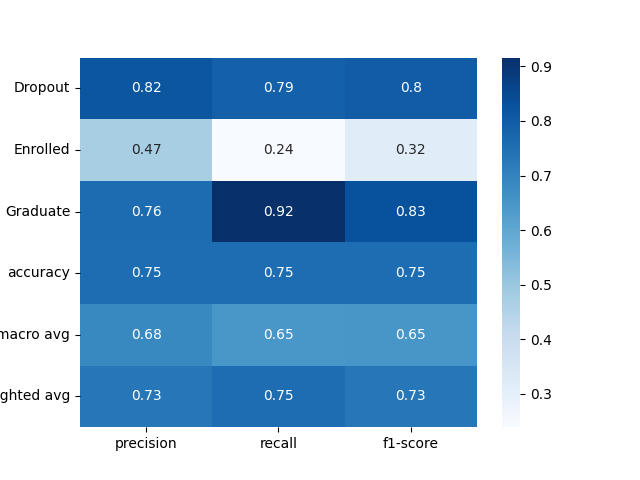 Dropout 0.82 0.79 0.8
Enrolled 0.47 0.24 0.32
Graduate 0.76 0.92 0.83
accuracy 0.75 0.75 0.75
macro avg 0.68 0.65 0.65
ghted avg 0.73 0.75 0.73
precision recall f1-score
0.9
0.8
0.7
0.6
0.5
0.4
0.3